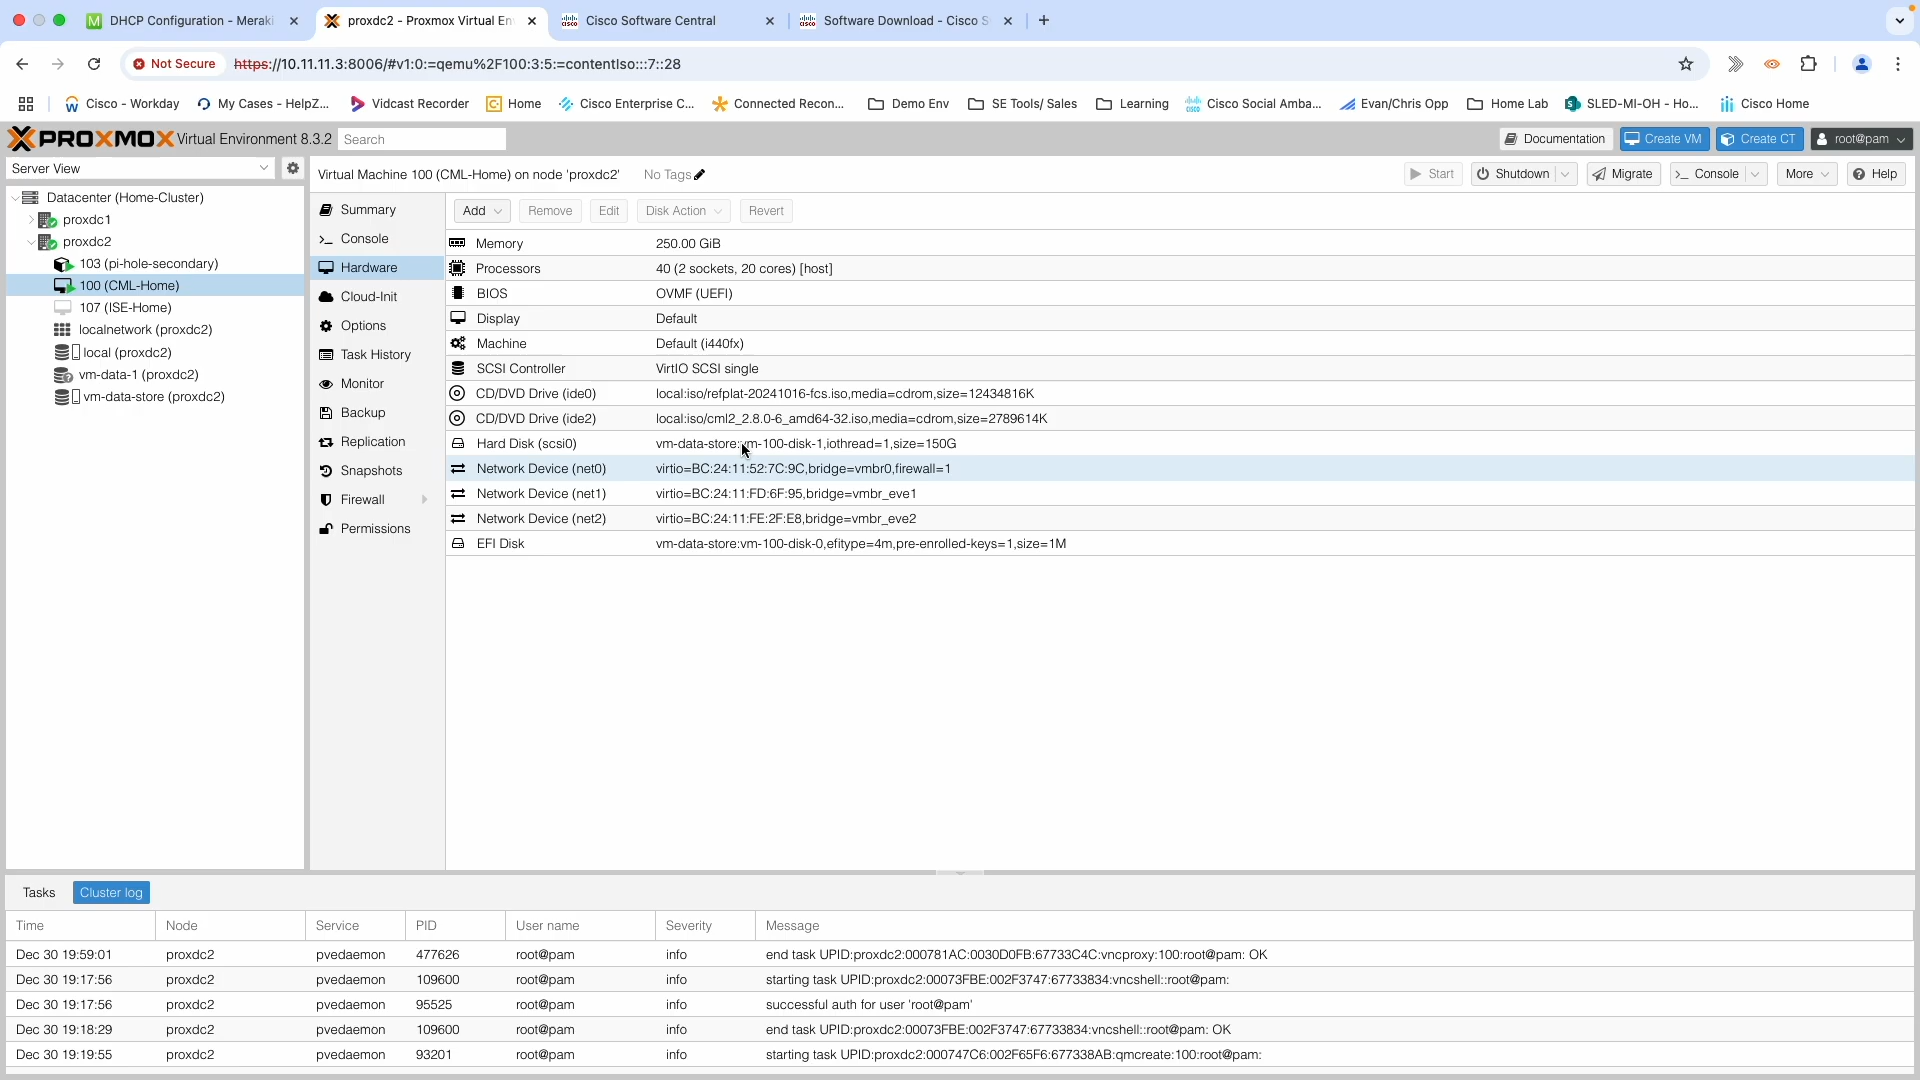 DHCP Configuration - Meraki
proxdc2 - Proxmox Virtual En
Cisco Software Central
Software Download - Cisco S
Not Secure
https://10.11.11.3:8006/#v1:0:=qemu%2F100:3:5:=contentIso:::7::28
Cisco - Workday
My Cases - HelpZ...
Vidcast Recorder
Home
Cisco Enterprise C...
Connected Recon...
Demo Env
SE Tools/ Sales
Learning
Cisco Social Amba...
Evan/Chris Opp
Home Lab
SLED-MI-OH - Ho...
Cisco Home
PROXMOX Virtual Environment 8.3.2
Search
Documentation
Create VM
Create CT
root@pam
Server View
Datacenter (Home-Cluster)
proxdc1
proxdc2
103 (pi-hole-secondary)
100 (CML-Home)
107 (ISE-Home)
localnetwork (proxdc2)
local (proxdc2)
vm-data-1 (proxdc2)
vm-data-store (proxdc2)
Virtual Machine 100 (CML-Home) on node 'proxdc2'
No Tags
Start
Shutdown
Migrate
Console
More
Help
Summary
Console
Hardware
Cloud-Init
Options
Task History
Monitor
Backup
Replication
Snapshots
Firewall
Permissions
Add
Remove
Edit
Disk Action
Revert
Memory 250.00 GiB
Processors 40 (2 sockets, 20 cores) [host]
BIOS OVMF (UEFI)
Display Default
Machine Default (i440fx)
SCSI Controller VirtIO SCSI single
CD/DVD Drive (ide0) local:iso/refplat-20241016-fcs.iso,media=cdrom,size=12434816K
CD/DVD Drive (ide2) local:iso/cml2_2.8.0-6_amd64-32.iso,media=cdrom,size=2789614K
Hard Disk (scsi0) vm-data-store:vm-100-disk-1,iothread=1,size=150G
Network Device (net0) virtio=BC:24:11:52:7C:9C,bridge=vmbr0,firewall=1
Network Device (net1) virtio=BC:24:11:FD:6F:95,bridge=vmbr_eve1
Network Device (net2) virtio=BC:24:11:FE:2F:E8,bridge=vmbr_eve2
EFI Disk vm-data-store:vm-100-disk-0,efitype=4m,pre-enrolled-keys=1,size=1M
Tasks
Cluster log
Time Node Service PID User name Severity Message
Dec 30 19:59:01 proxdc2 pvedaemon 477626 root@pam info end task UPID:proxdc2:000781AC:0030D0FB:67733C4C:vncproxy:100:root@pam: OK
Dec 30 19:17:56 proxdc2 pvedaemon 109600 root@pam info starting task UPID:proxdc2:00073FBE:002F3747:67733834:vncshell::root@pam:
Dec 30 19:17:56 proxdc2 pvedaemon 95525 root@pam info successful auth for user 'root@pam'
Dec 30 19:18:29 proxdc2 pvedaemon 109600 root@pam info end task UPID:proxdc2:00073FBE:002F3747:67733834:vncshell::root@pam: OK
Dec 30 19:19:55 proxdc2 pvedaemon 93201 root@pam info starting task UPID:proxdc2:000747C6:002F65F6:677338AB:qmcreate:100:root@pam: